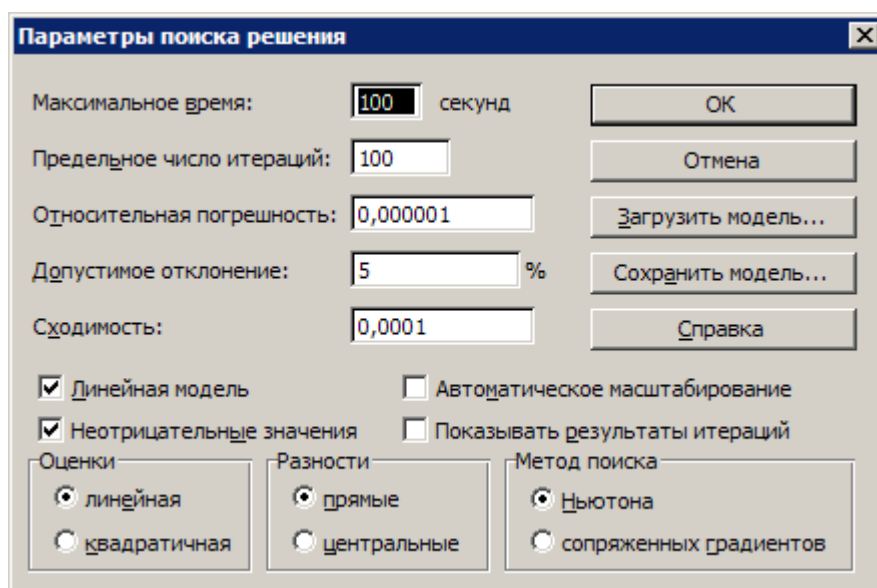 Параметры поиска решения
Максимальное время: 100 секунд OK
Предельное число итераций: 100 Отмена
Относительная погрешность: 0,000001 Загрузить модель...
Допустимое отклонение: 5 % Сохранить модель...
Сходимость: 0,0001 Справка
Линейная модель Автоматическое масштабирование
Неотрицательные значения Показывать результаты итераций
Оценки Разности Метод поиска
линейная прямые Ньютона
квадратичная центральные сопряженных градиентов